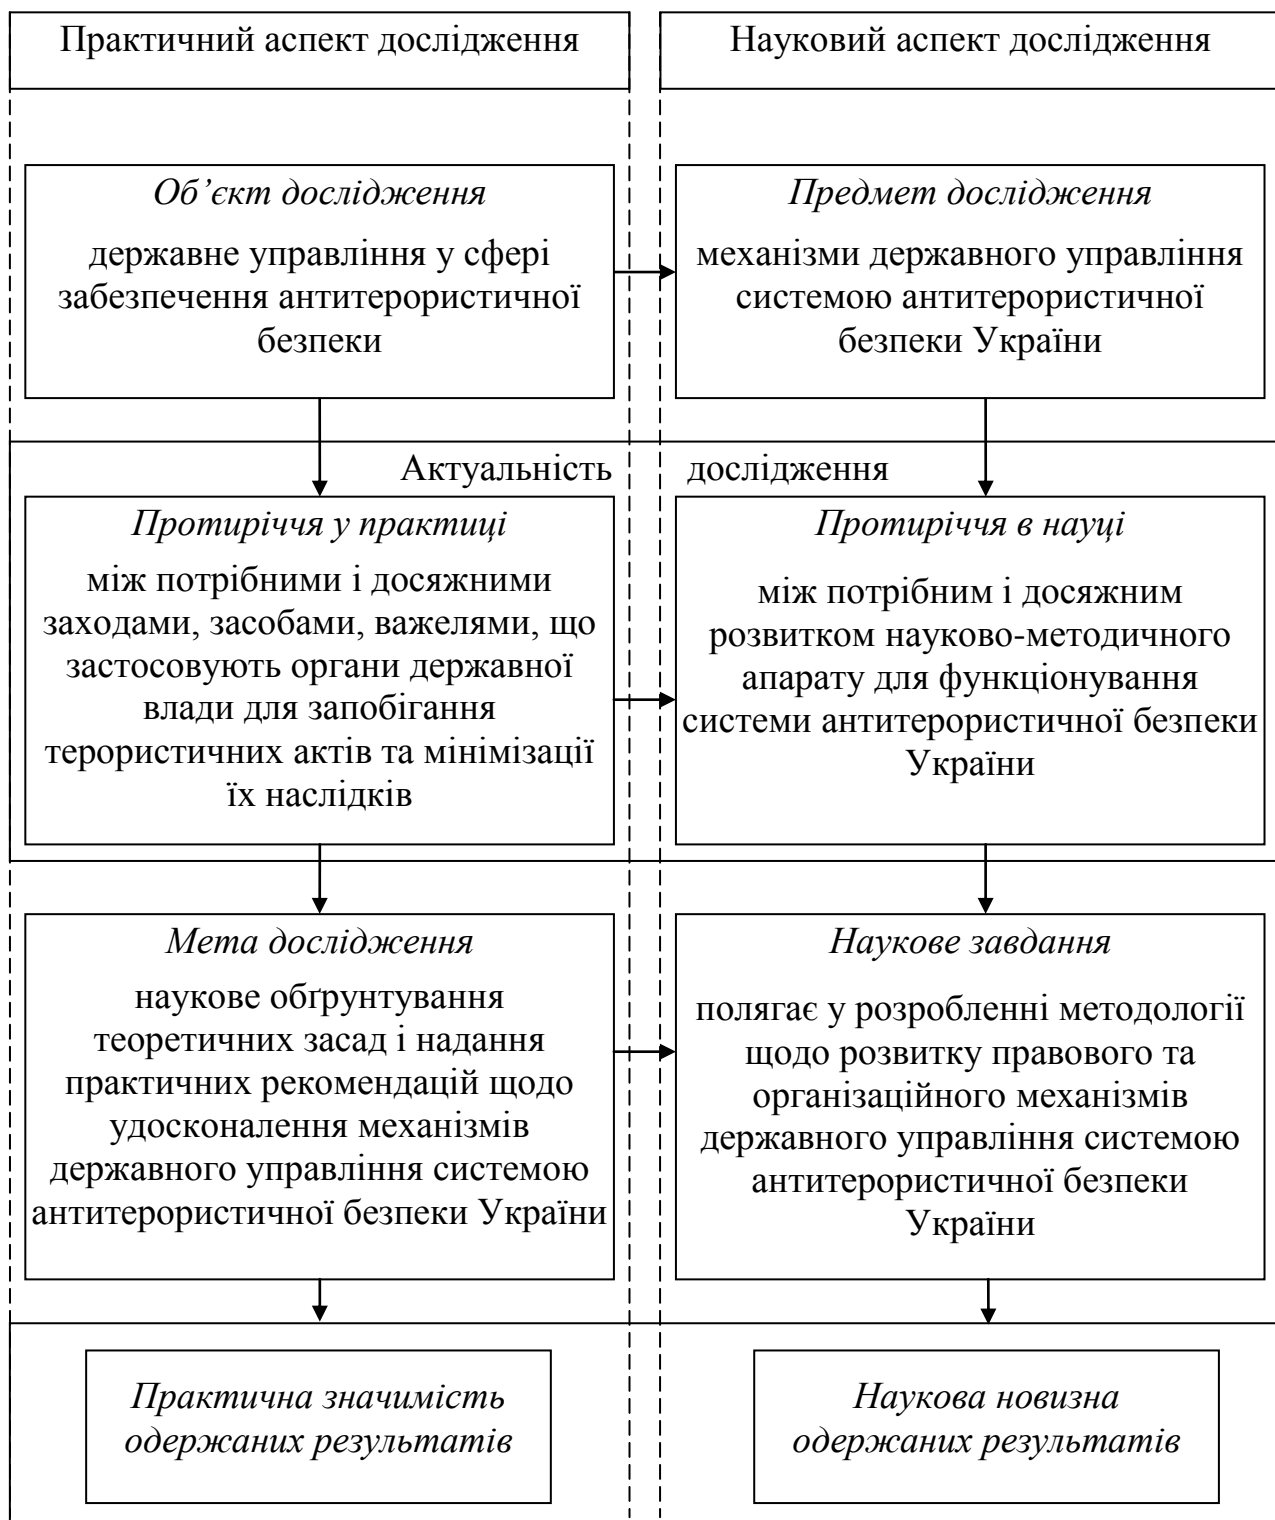 Практичний аспект дослідження
Науковий аспект дослідження
Об’єкт дослідження
державне управління у сфері
забезпечення антитерористичної
безпеки
Предмет дослідження
механізми державного управління
системою антитерористичної
безпеки України
Актуальність дослідження
Протиріччя у практиці
між потрібними і досяжними
заходами, засобами, важелями, що
застосовують органи державної
влади для запобігання
терористичних актів та мінімізації
їх наслідків
Протиріччя в науці
між потрібним і досяжним
розвитком науково-методичного
апарату для функціонування
системи антитерористичної безпеки
України
Мета дослідження
наукове обґрунтування
теоретичних засад і надання
практичних рекомендацій щодо
удосконалення механізмів
державного управління системою
антитерористичної безпеки України
Наукове завдання
полягає у розробленні методології
щодо розвитку правового та
організаційного механізмів
державного управління системою
антитерористичної безпеки
України
Практична значимість
одержаних результатів
Наукова новизна
одержаних результатів